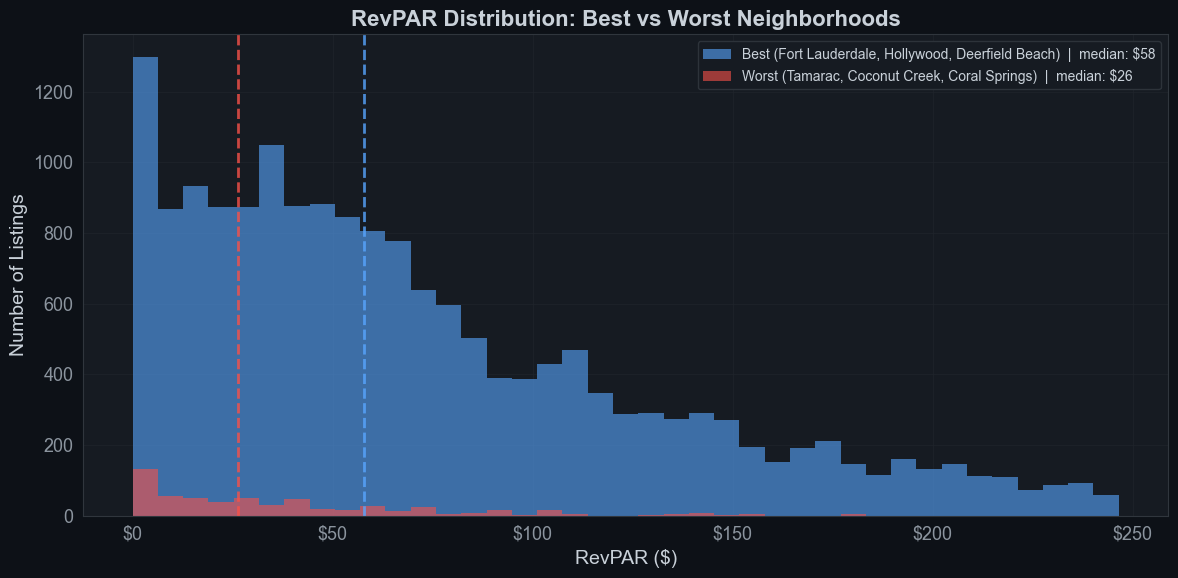 RevPAR Distribution: Best vs Worst Neighborhoods
Best (Fort Lauderdale, Hollywood, Deerfield Beach) | median: $58
Worst (Tamarac, Coconut Creek, Coral Springs) | median: $26
Number of Listings
1200
1000
800
600
400
200
0
$0 $50 $100 $150 $200 $250
RevPAR ($)